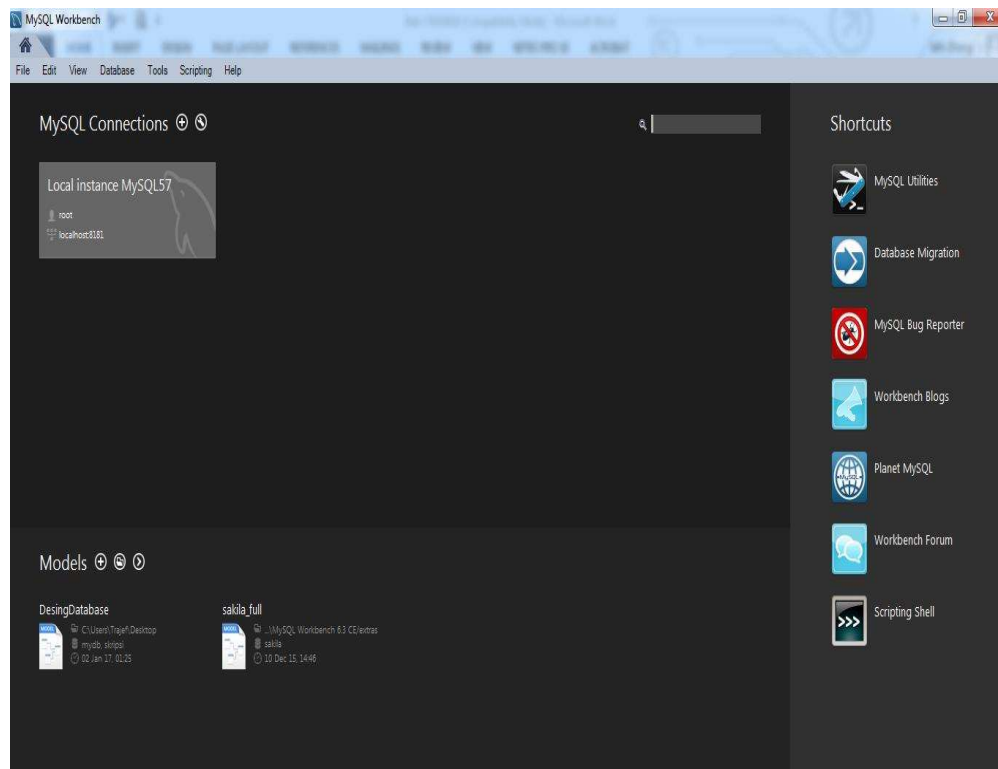 MySQL Workbench
File Edit View Database Tools Scripting Help
MySQL Connections
Local instance MySQL57
root
localhost:8181
Shortcuts
MySQL Utilities
Database Migration
MySQL Bug Reporter
Workbench Blogs
Planet MySQL
Workbench Forum
Scripting Shell
Models
DesingDatabase
C:\Users\Trajef\Desktop
mydb, skripsi
02 Jan 17, 01:25
sakila_full
...\MySQL Workbench 6.3 CE/extras
sakila
10 Dec 15, 14:46